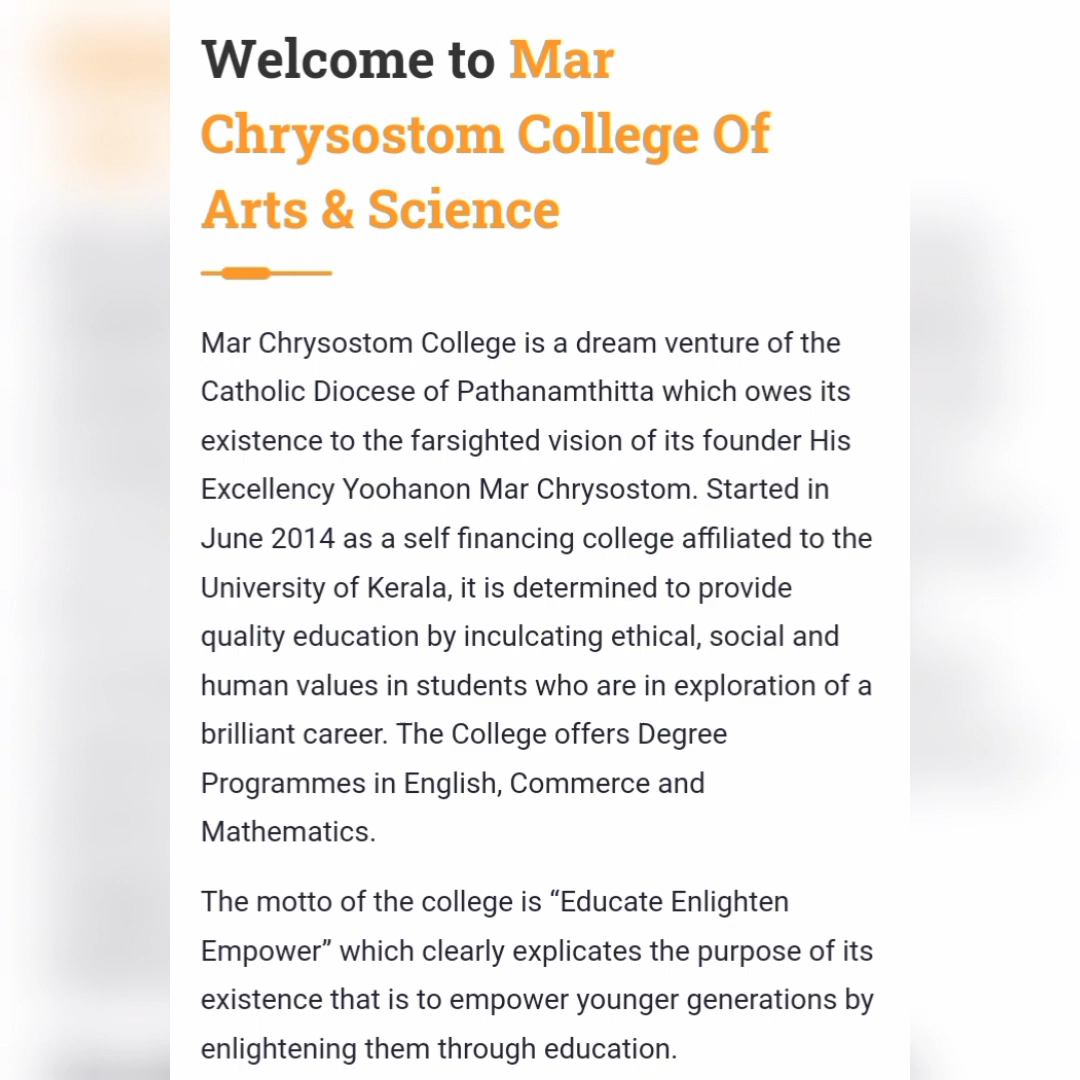 Welcome to Mar
Chrysostom College Of
Arts & Science
Mar Chrysostom College is a dream venture of the
Catholic Diocese of Pathanamthitta which owes its
existence to the farsighted vision of its founder His
Excellency Yoohanon Mar Chrysostom. Started in
June 2014 as a self financing college affiliated to the
University of Kerala, it is determined to provide
quality education by inculcating ethical, social and
human values in students who are in exploration of a
brilliant career. The College offers Degree
Programmes in English, Commerce and
Mathematics.
The motto of the college is “Educate Enlighten
Empower” which clearly explicates the purpose of its
existence that is to empower younger generations by
enlightening them through education.